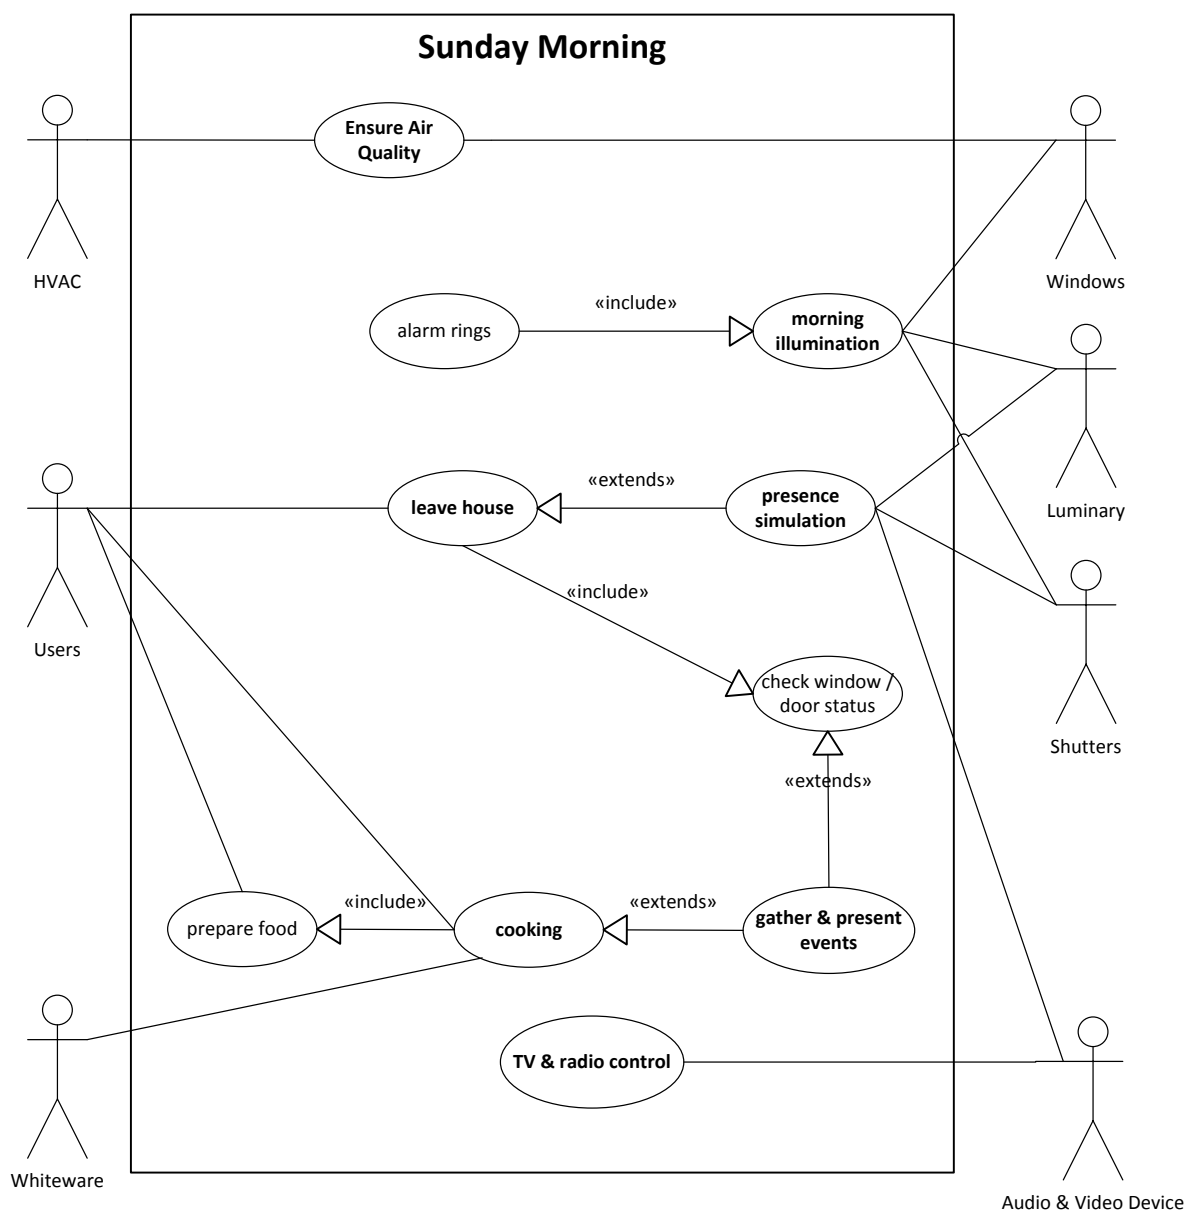 Sunday Morning
Ensure Air
Quality
HVAC
Windows
«include»
alarm rings
morning
illumination
«extends»
leave house
presence
simulation
Luminary
«include»
Users
check window /
door status
Shutters
«extends»
«include»
«extends»
prepare food
cooking
gather & present
events
TV & radio control
Whiteware
Audio & Video Device